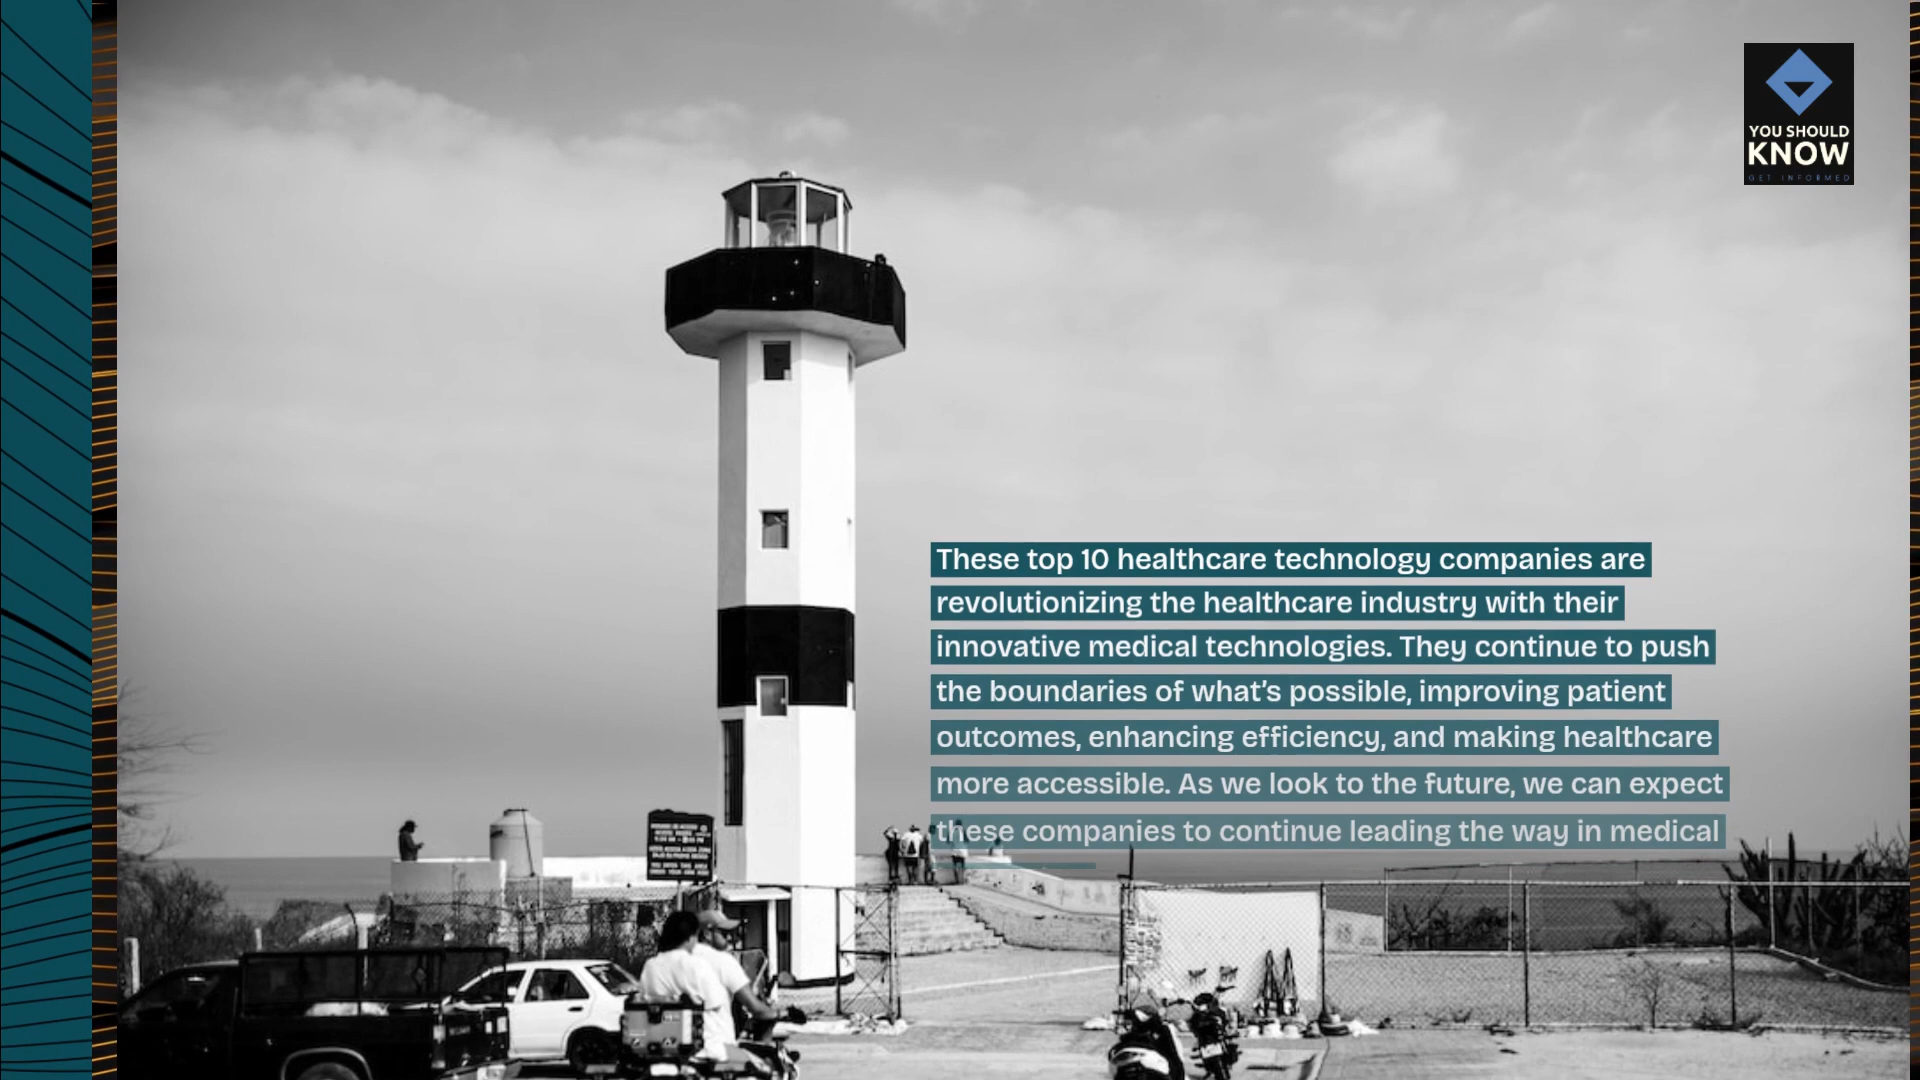 YOU SHOULD
KNOW
GET INFORMED
These top 10 healthcare technology companies are
revolutionizing the healthcare industry with their
innovative medical technologies. They continue to push
the boundaries of what's possible, improving patient
outcomes, enhancing efficiency, and making healthcare
more accessible. As we look to the future, we can expect
these companies to continue leading the way in medical